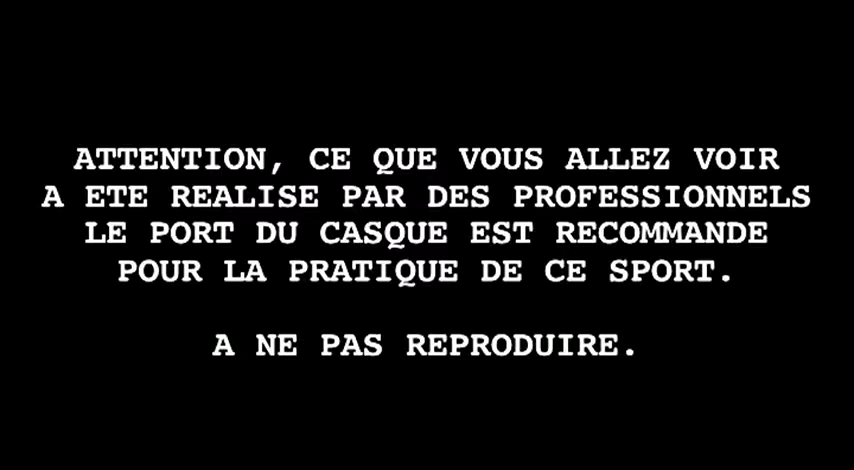 ATTENTION, CE QUE VOUS ALLEZ VOIR
A ETE REALISE PAR DES PROFESSIONNELS
LE PORT DU CASQUE EST RECOMMANDE
POUR LA PRATIQUE DE CE SPORT.
A NE PAS REPRODUIRE.